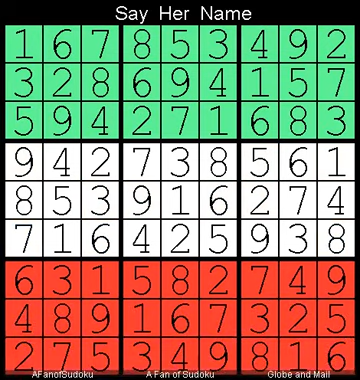 Say Her Name
1 6 7 8 5 3 4 9 2
3 2 8 6 9 4 1 5 7
5 9 4 2 7 1 6 8 3
9 4 2 7 3 8 5 6 1
8 5 3 9 1 6 2 7 4
7 1 6 4 2 5 9 3 8
6 3 1 5 8 2 7 4 9
4 8 9 1 6 7 3 2 5
2 7 5 3 4 9 8 1 6
AFanofSudoku A Fan of Sudoku Globe and Mail